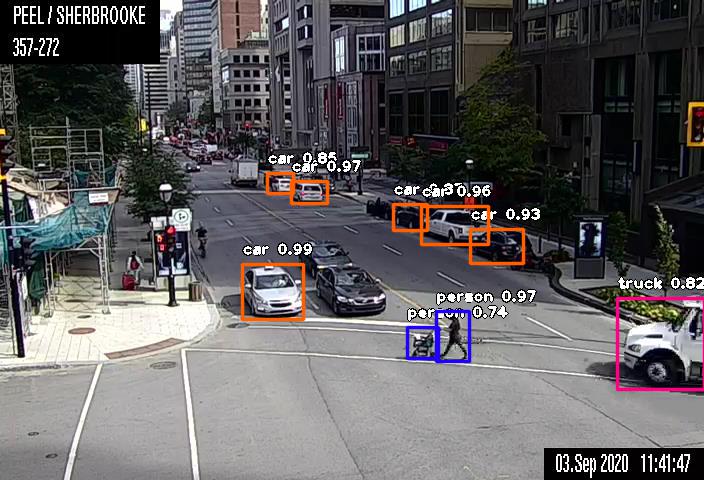 PEEL / SHERBROOKE
357-272
car 0.85
car 0.97
car 0.96
car 0.93
car 0.99
truck 0.82
person 0.97
person 0.74
03.Sep 2020 11:41:47